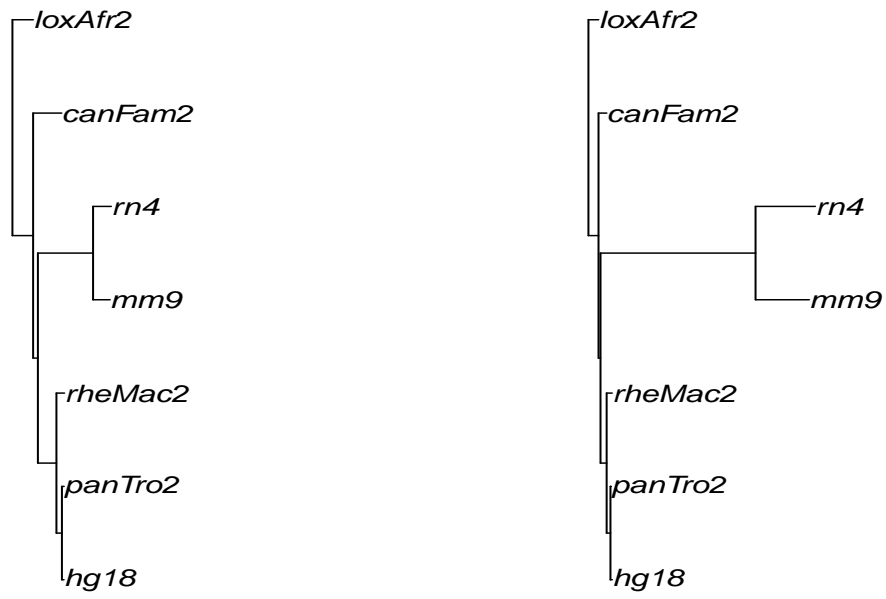 loxAfr2
canFam2
rn4
mm9
rheMac2
panTro2
hg18
loxAfr2
canFam2
rn4
mm9
rheMac2
panTro2
hg18